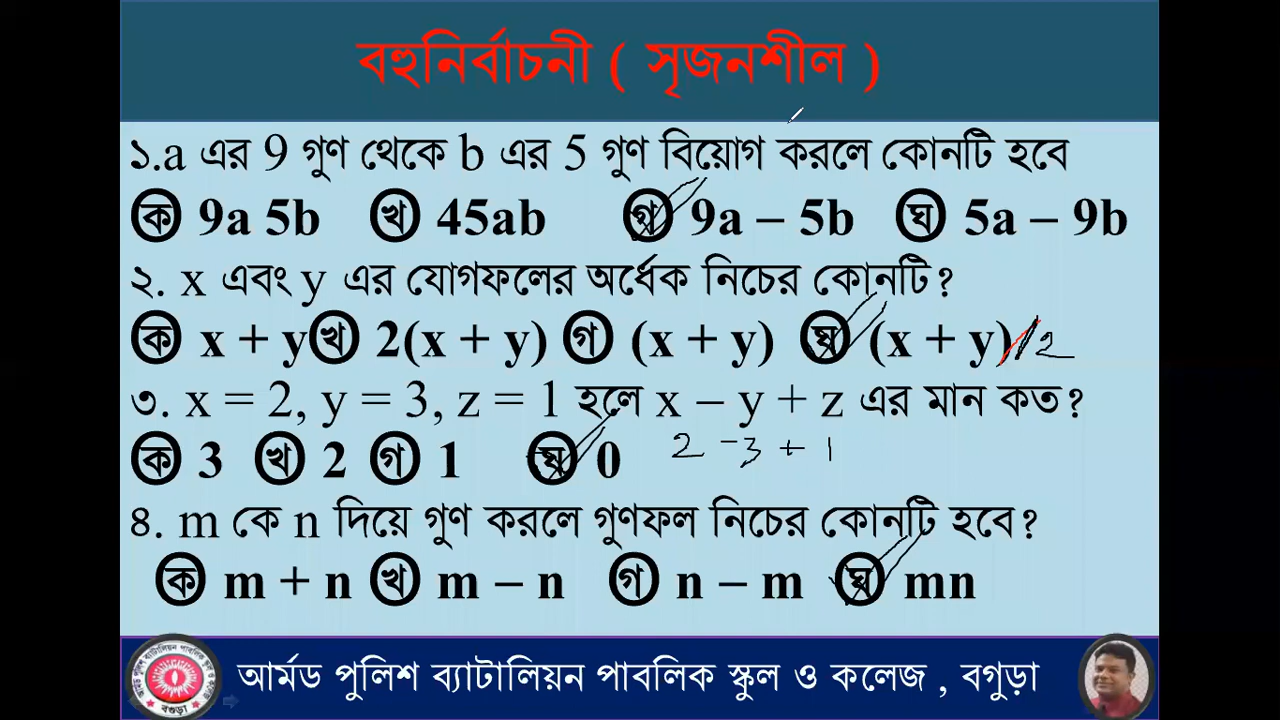 বহুনির্বাচনী ( সৃজনশীল )
১.a এর 9 গুণ থেকে b এর 5 গুণ বিয়োগ করলে কোনটি হবে
ক 9a 5b খ 45ab গ 9a – 5b ঘ 5a – 9b
২. x এবং y এর যোগফলের অর্ধেক নিচের কোনটি?
ক x + y খ 2(x + y) গ (x + y) ঘ (x + y)/2
৩. x = 2, y = 3, z = 1 হলে x – y + z এর মান কত?
ক 3 খ 2 গ 1 ঘ 0 2 - 3 + 1
৪. m কে n দিয়ে গুণ করলে গুণফল নিচের কোনটি হবে?
ক m + n খ m – n গ n – m ঘ mn
আর্মড পুলিশ ব্যাটালিয়ন পাবলিক স্কুল ও কলেজ , বগুড়া
বগুড়া